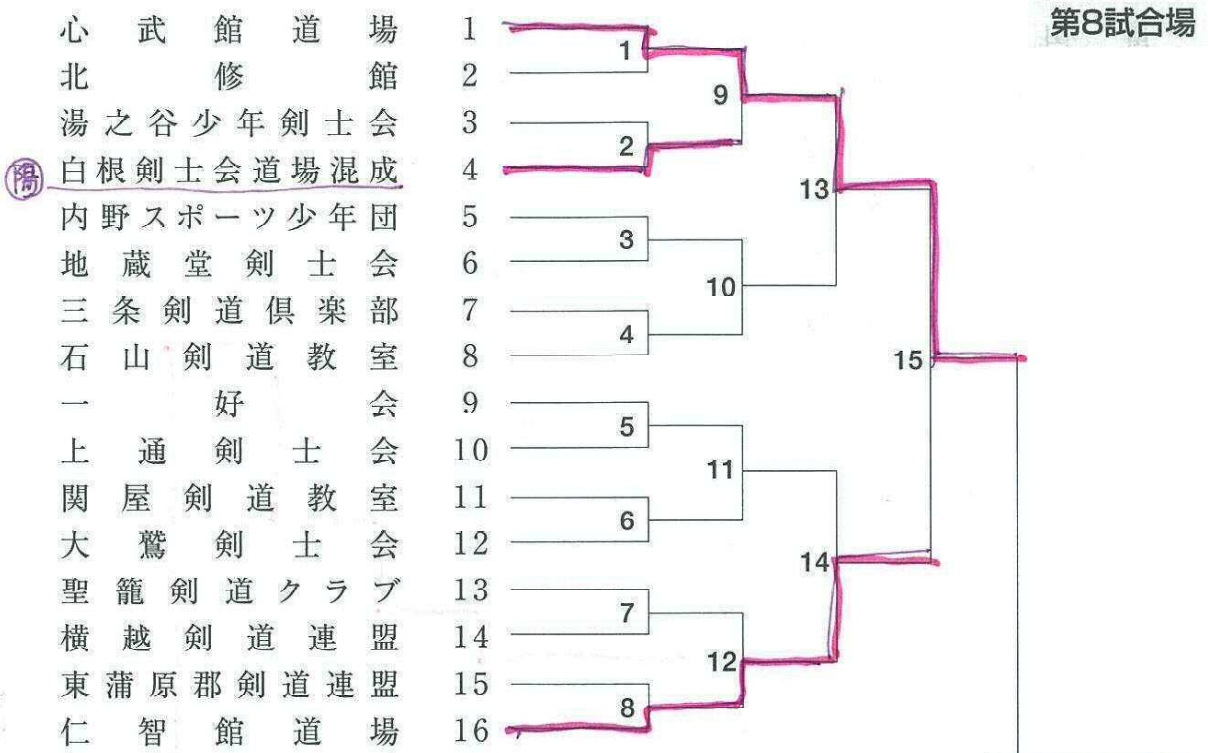 第8試合場
心武館道場 1
北修館 2
湯之谷少年剣士会 3
陽 白根剣士会道場混成 4
内野スポーツ少年団 5
地蔵堂剣士会 6
三条剣道倶楽部 7
石山剣道教室 8
一好会 9
上通剣士会 10
関屋剣道教室 11
大鷲剣士会 12
聖籠剣道クラブ 13
横越剣道連盟 14
東蒲原郡剣道連盟 15
仁智館道場 16
1
2
3
4
5
6
7
8
9
10
11
12
13
14
15